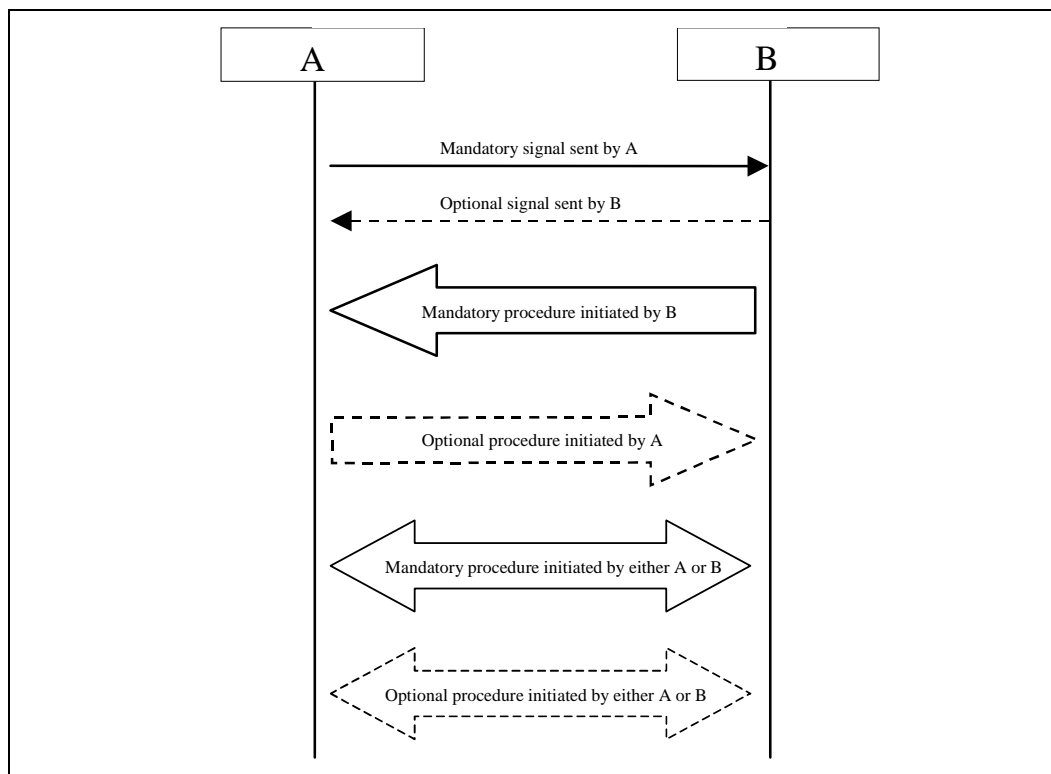 A
B
Mandatory signal sent by A
Optional signal sent by B
Mandatory procedure initiated by B
Optional procedure initiated by A
Mandatory procedure initiated by either A or B
Optional procedure initiated by either A or B